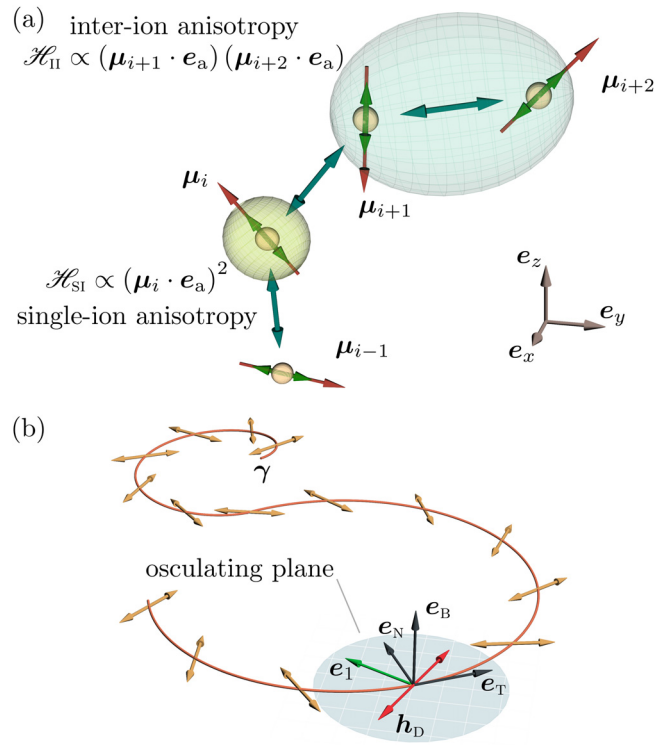 (a) inter-ion anisotropy
ℋ_II ∝ (μ_{i+1} · e_a) (μ_{i+2} · e_a)
μ_{i+2}
μ_i
μ_{i+1}
ℋ_SI ∝ (μ_i · e_a)^2
single-ion anisotropy
e_z
e_y
e_x
μ_{i−1}
(b)
γ
osculating plane
e_B
e_N
e_1
e_T
h_D